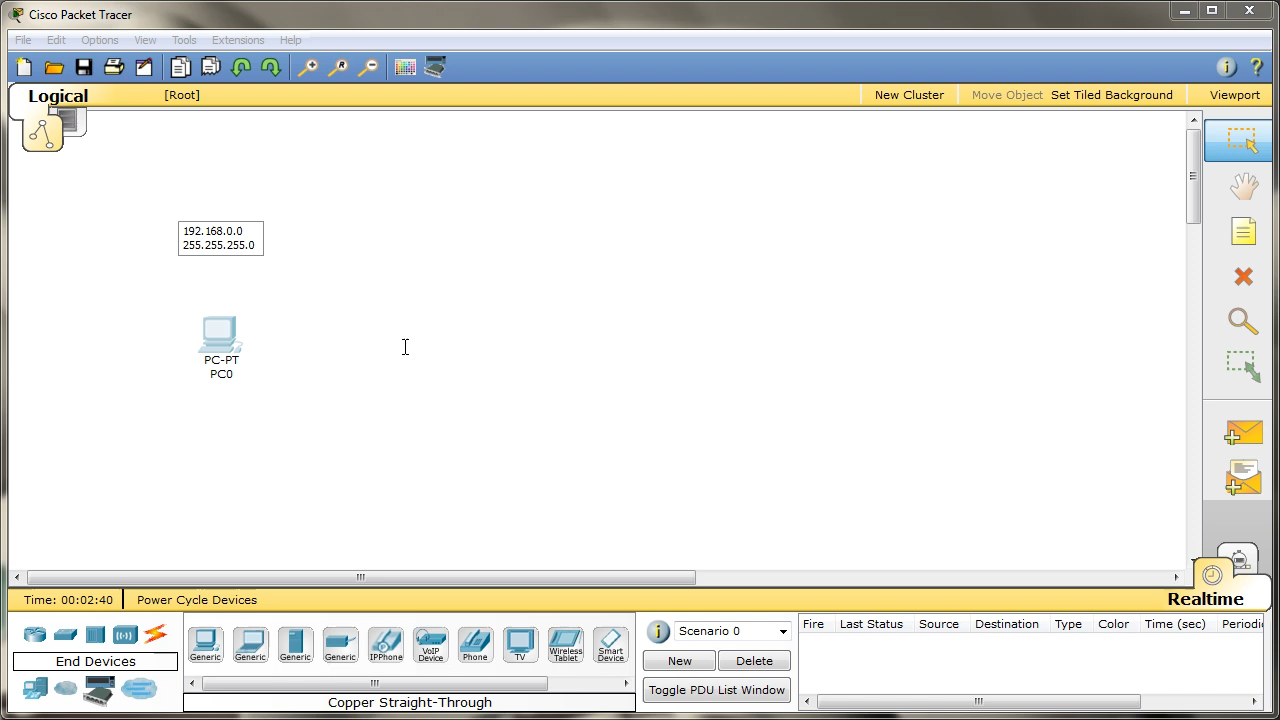 Cisco Packet Tracer
File Edit Options View Tools Extensions Help
Logical [Root] New Cluster Move Object Set Tiled Background Viewport
192.168.0.0
255.255.255.0
PC-PT
PC0
Time: 00:02:40 Power Cycle Devices Realtime
Generic Generic Generic Generic IPPhone VoIP Device Phone TV Wireless Tablet Smart Device
End Devices
Copper Straight-Through
Scenario 0
New Delete
Toggle PDU List Window
Fire Last Status Source Destination Type Color Time (sec) Periodic